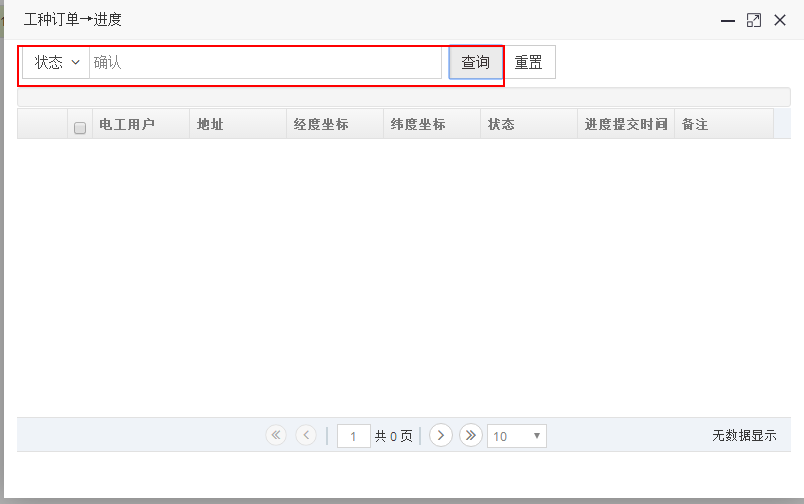 工种订单→进度
状态 确认 查询 重置
电工用户 地址 经度坐标 纬度坐标 状态 进度提交时间 备注
1 共 0 页 10 无数据显示